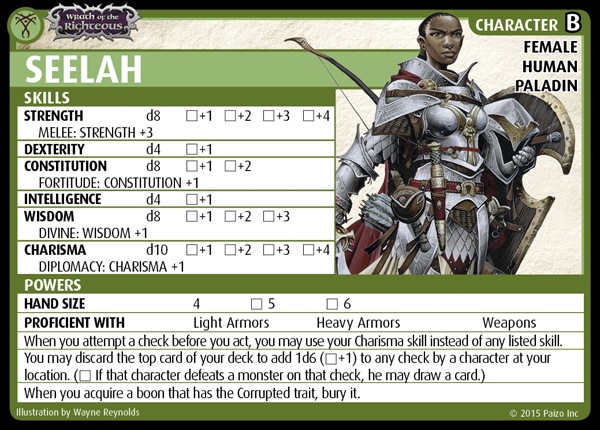 Wrath of the
Righteous
CHARACTER B
FEMALE
HUMAN
PALADIN
SEELAH
SKILLS
STRENGTH d8 ☐+1 ☐+2 ☐+3 ☐+4
MELEE: STRENGTH +3
DEXTERITY d4 ☐+1
CONSTITUTION d8 ☐+1 ☐+2
FORTITUDE: CONSTITUTION +1
INTELLIGENCE d4 ☐+1
WISDOM d8 ☐+1 ☐+2 ☐+3
DIVINE: WISDOM +1
CHARISMA d10 ☐+1 ☐+2 ☐+3 ☐+4
DIPLOMACY: CHARISMA +1
POWERS
HAND SIZE 4 ☐ 5 ☐ 6
PROFICIENT WITH Light Armors Heavy Armors Weapons
When you attempt a check before you act, you may use your Charisma skill instead of any listed skill.
You may discard the top card of your deck to add 1d6 (☐+1) to any check by a character at your
location. (☐ If that character defeats a monster on that check, he may draw a card.)
When you acquire a boon that has the Corrupted trait, bury it.
Illustration by Wayne Reynolds © 2015 Paizo Inc